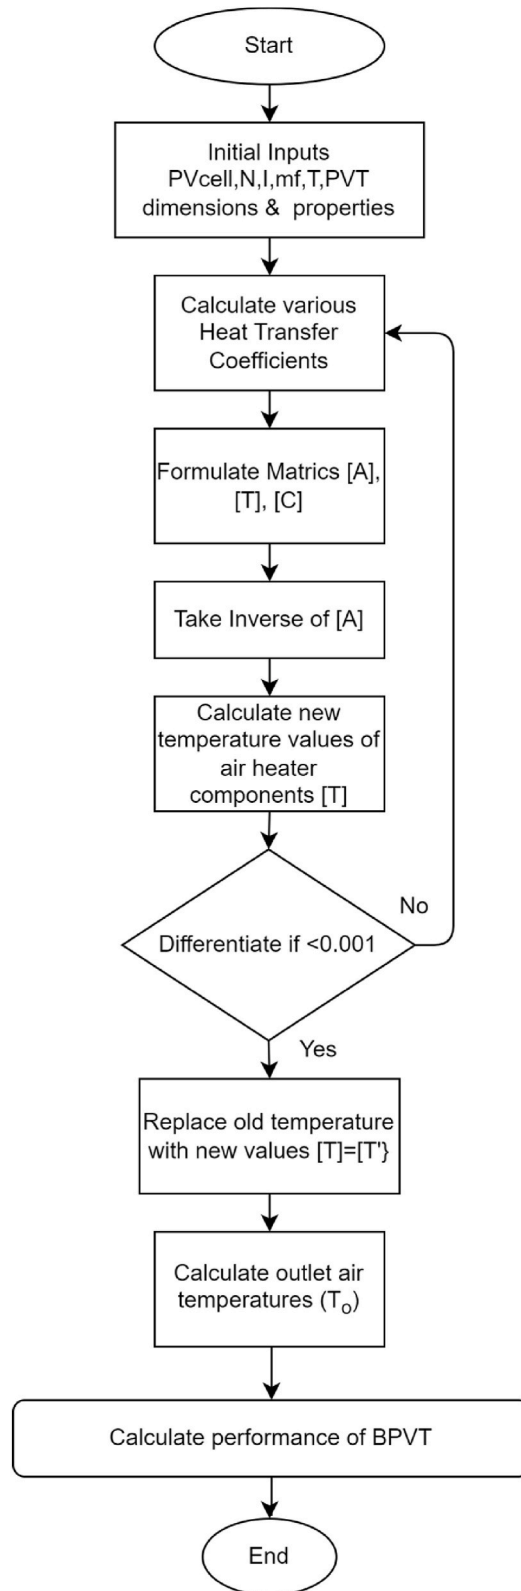 Start
Initial Inputs
PVcell,N,I,mf,T,PVT
dimensions &  properties
Calculate various
Heat Transfer
Coefficients
Formulate Matrics [A],
[T], [C]
Take Inverse of [A]
Calculate new
temperature values of
air heater
components [T]
No
Differentiate if <0.001
Yes
Replace old temperature
with new values [T]=[T'}
Calculate outlet air
temperatures (To)
Calculate performance of BPVT
End